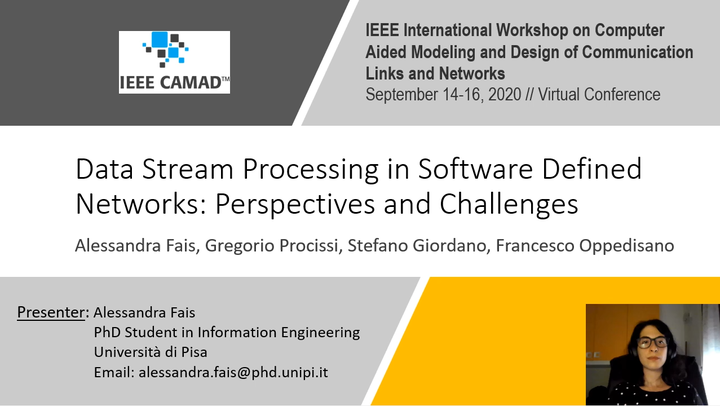 IEEE CAMAD™
IEEE International Workshop on Computer
Aided Modeling and Design of Communication
Links and Networks
September 14-16, 2020 // Virtual Conference
Data Stream Processing in Software Defined
Networks: Perspectives and Challenges
Alessandra Fais, Gregorio Procissi, Stefano Giordano, Francesco Oppedisano
Presenter: Alessandra Fais
PhD Student in Information Engineering
Università di Pisa
Email: alessandra.fais@phd.unipi.it